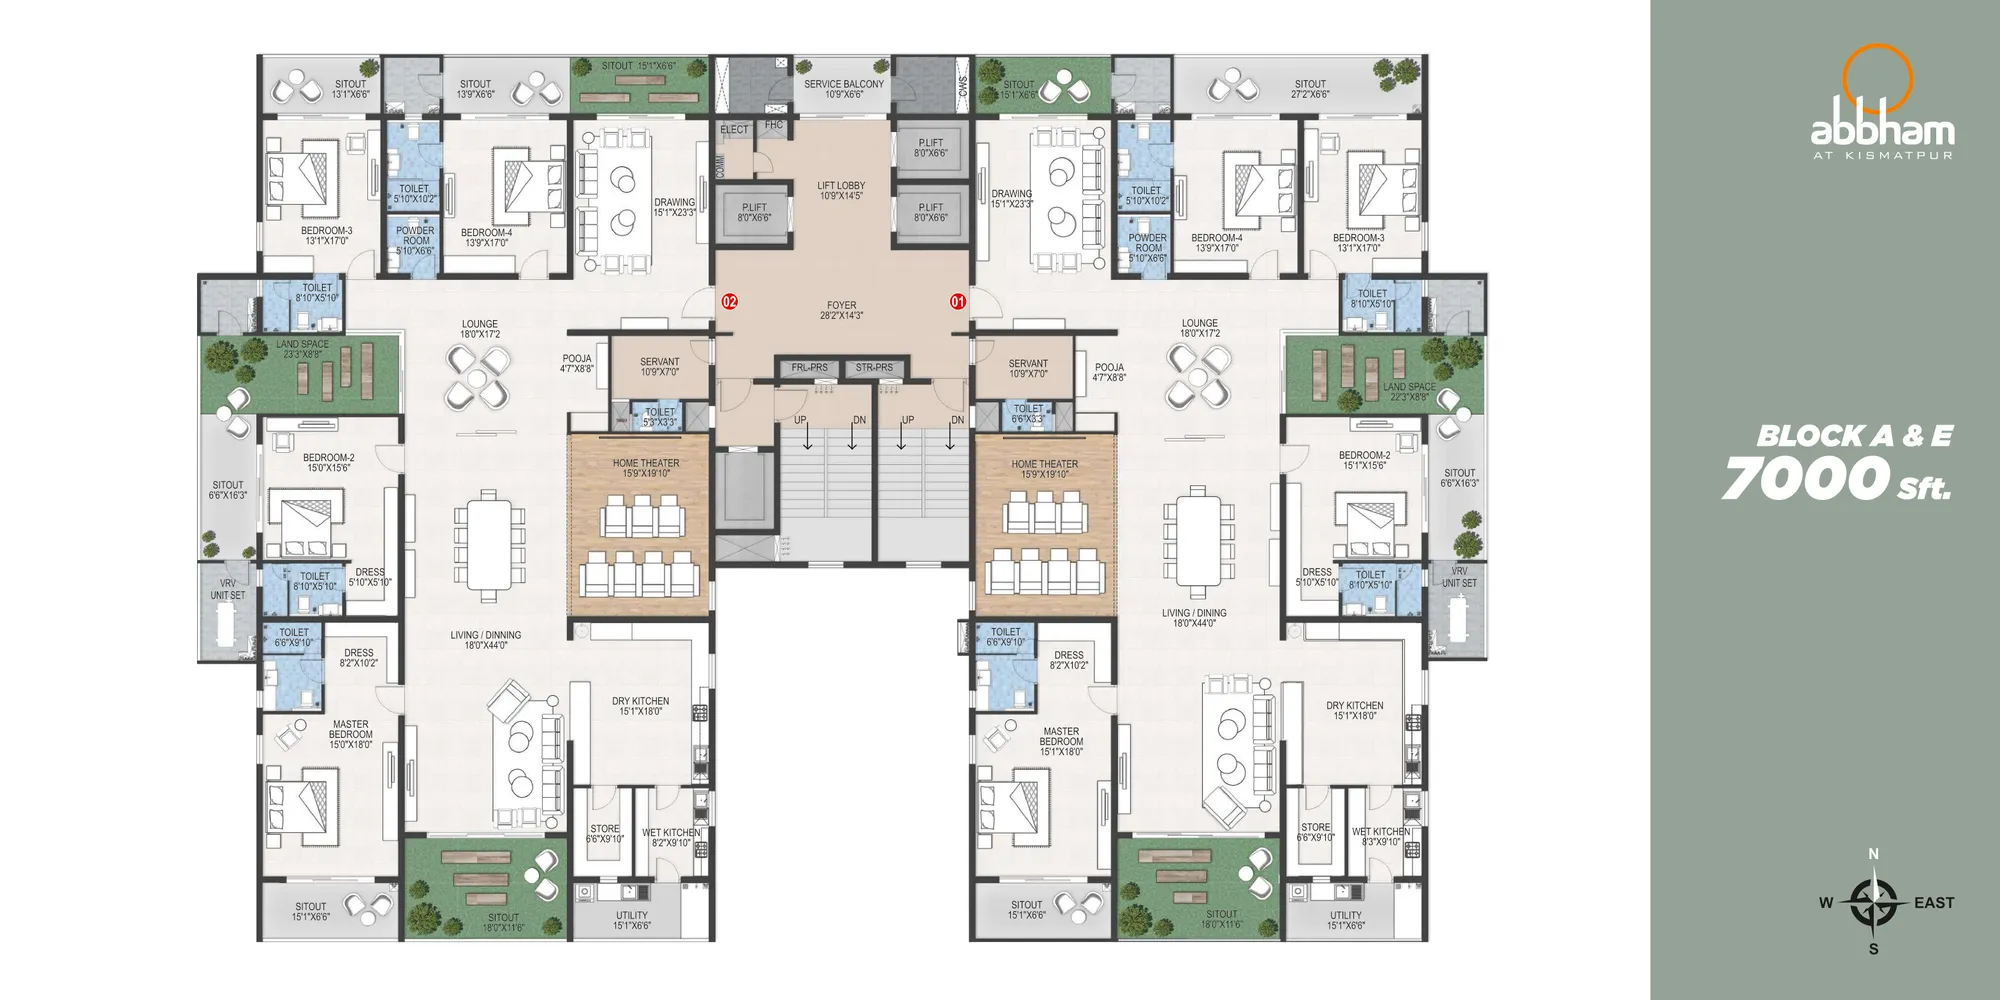 SITOUT
13'1"X6'6"
SITOUT
13'9"X6'6"
SITOUT 15'1"X6'6"
SERVICE BALCONY
10'9"X6'6"
CWS
SITOUT
15'1"X6'6"
SITOUT
27'2"X6'6"
abbham
AT KISMATPUR
ELECT
FHC
COMM
P.LIFT
8'0"X6'6"
P.LIFT
8'0"X6'6"
P.LIFT
8'0"X6'6"
LIFT LOBBY
10'9"X14'5"
TOILET
5'10"X10'2"
DRAWING
15'1"X23'3"
BEDROOM-3
13'1"X17'0"
POWDER
ROOM
5'10"X6'6"
BEDROOM-4
13'9"X17'0"
DRAWING
15'1"X23'3"
TOILET
5'10"X10'2"
POWDER
ROOM
5'10"X6'6"
BEDROOM-4
13'9"X17'0"
BEDROOM-3
13'1"X17'0"
TOILET
8'10"X5'10"
02
01
FOYER
28'2"X14'3"
TOILET
8'10"X5'10"
LOUNGE
18'0"X17'2
LOUNGE
18'0"X17'2
LAND SPACE
23'3"X8'8"
POOJA
4'7"X8'8"
SERVANT
10'9"X7'0"
FRL-PRS
STR-PRS
SERVANT
10'9"X7'0"
POOJA
4'7"X8'8"
LAND SPACE
22'3"X8'8"
TOILET
5'3"X3'3"
UP
DN
UP
DN
TOILET
6'6"X3'3"
BLOCK A & E
7000 Sft.
BEDROOM-2
15'0"X15'6"
HOME THEATER
15'9"X19'10"
HOME THEATER
15'9"X19'10"
BEDROOM-2
15'1"X15'6"
SITOUT
6'6"X16'3"
SITOUT
6'6"X16'3"
VRV
UNIT SET
TOILET
8'10"X5'10"
DRESS
5'10"X5'10"
DRESS
5'10"X5'10"
TOILET
8'10"X5'10"
VRV
UNIT SET
TOILET
6'6"X9'10"
DRESS
8'2"X10'2"
LIVING / DINNING
18'0"X44'0"
TOILET
6'6"X9'10"
DRESS
8'2"X10'2"
LIVING / DINING
18'0"X44'0"
MASTER
BEDROOM
15'0"X18'0"
DRY KITCHEN
15'1"X18'0"
MASTER
BEDROOM
15'1"X18'0"
DRY KITCHEN
15'1"X18'0"
STORE
6'6"X9'10"
WET KITCHEN
8'2"X9'10"
STORE
6'6"X9'10"
WET KITCHEN
8'3"X9'10"
SITOUT
15'1"X6'6"
SITOUT
18'0"X11'6"
UTILITY
15'1"X6'6"
SITOUT
15'1"X6'6"
SITOUT
18'0"X11'6"
UTILITY
15'1"X6'6"
N
W
EAST
S